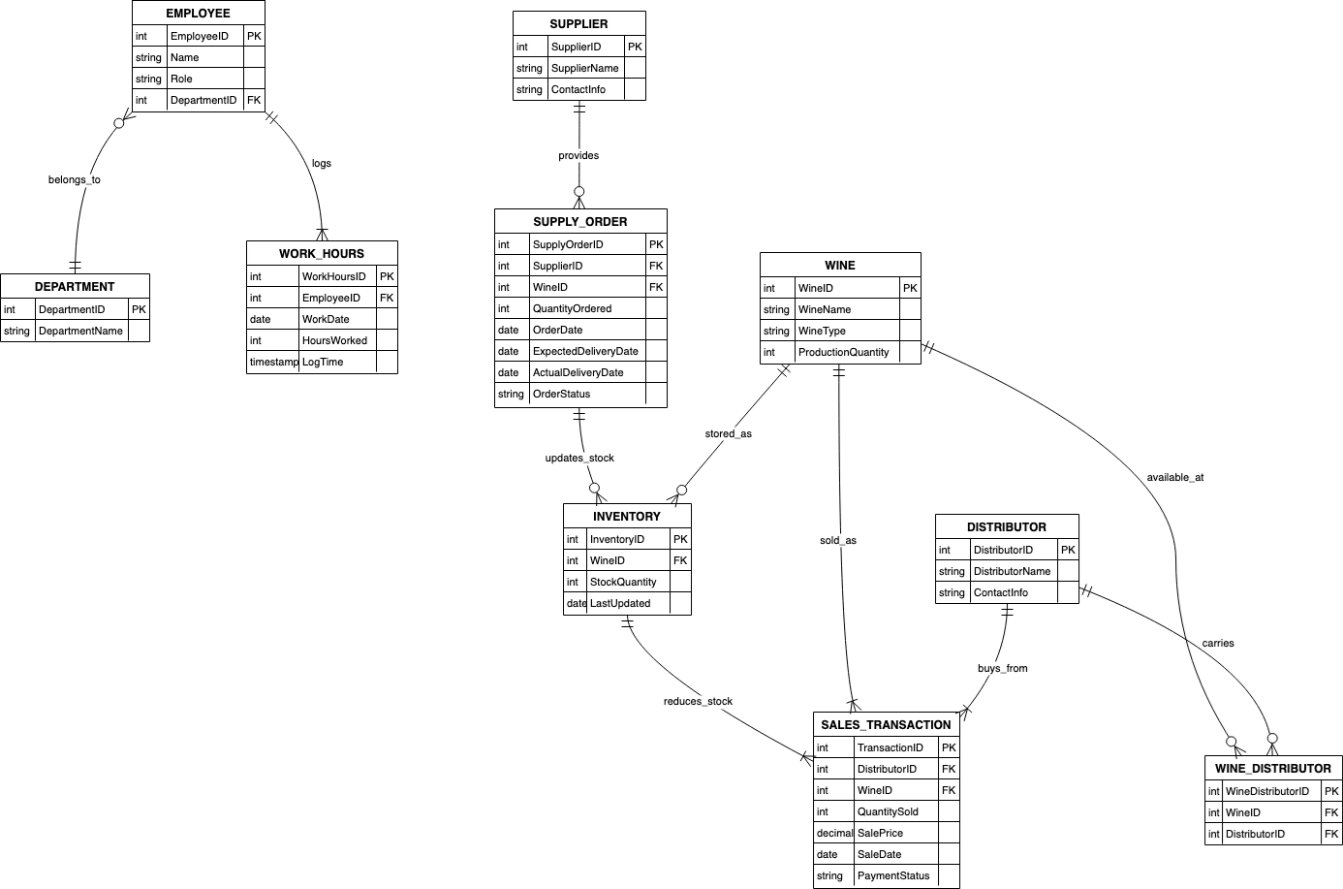 EMPLOYEE
int EmployeeID PK
string Name
string Role
int DepartmentID FK
belongs_to
logs
DEPARTMENT
int DepartmentID PK
string DepartmentName
WORK_HOURS
int WorkHoursID PK
int EmployeeID FK
date WorkDate
int HoursWorked
timestamp LogTime
SUPPLIER
int SupplierID PK
string SupplierName
string ContactInfo
provides
SUPPLY_ORDER
int SupplyOrderID PK
int SupplierID FK
int WineID FK
int QuantityOrdered
date OrderDate
date ExpectedDeliveryDate
date ActualDeliveryDate
string OrderStatus
updates_stock
WINE
int WineID PK
string WineName
string WineType
int ProductionQuantity
stored_as
sold_as
available_at
INVENTORY
int InventoryID PK
int WineID FK
int StockQuantity
date LastUpdated
reduces_stock
DISTRIBUTOR
int DistributorID PK
string DistributorName
string ContactInfo
buys_from
carries
SALES_TRANSACTION
int TransactionID PK
int DistributorID FK
int WineID FK
int QuantitySold
decimal SalePrice
date SaleDate
string PaymentStatus
WINE_DISTRIBUTOR
int WineDistributorID PK
int WineID FK
int DistributorID FK